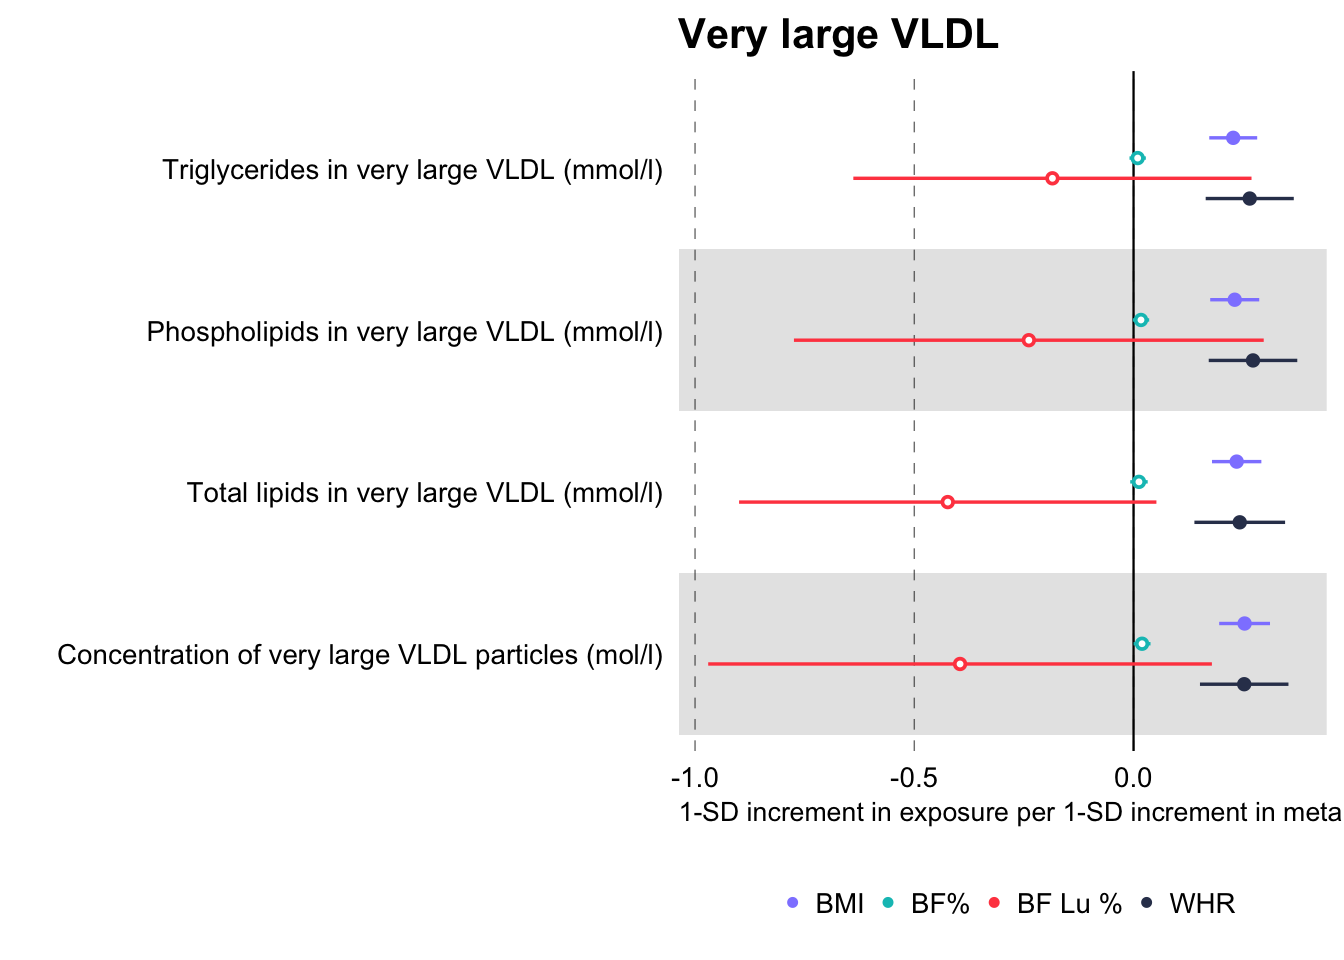 Very large VLDL
Triglycerides in very large VLDL (mmol/l)
Phospholipids in very large VLDL (mmol/l)
Total lipids in very large VLDL (mmol/l)
Concentration of very large VLDL particles (mol/l)
-1.0 -0.5 0.0
1-SD increment in exposure per 1-SD increment in meta
BMI BF% BF Lu % WHR